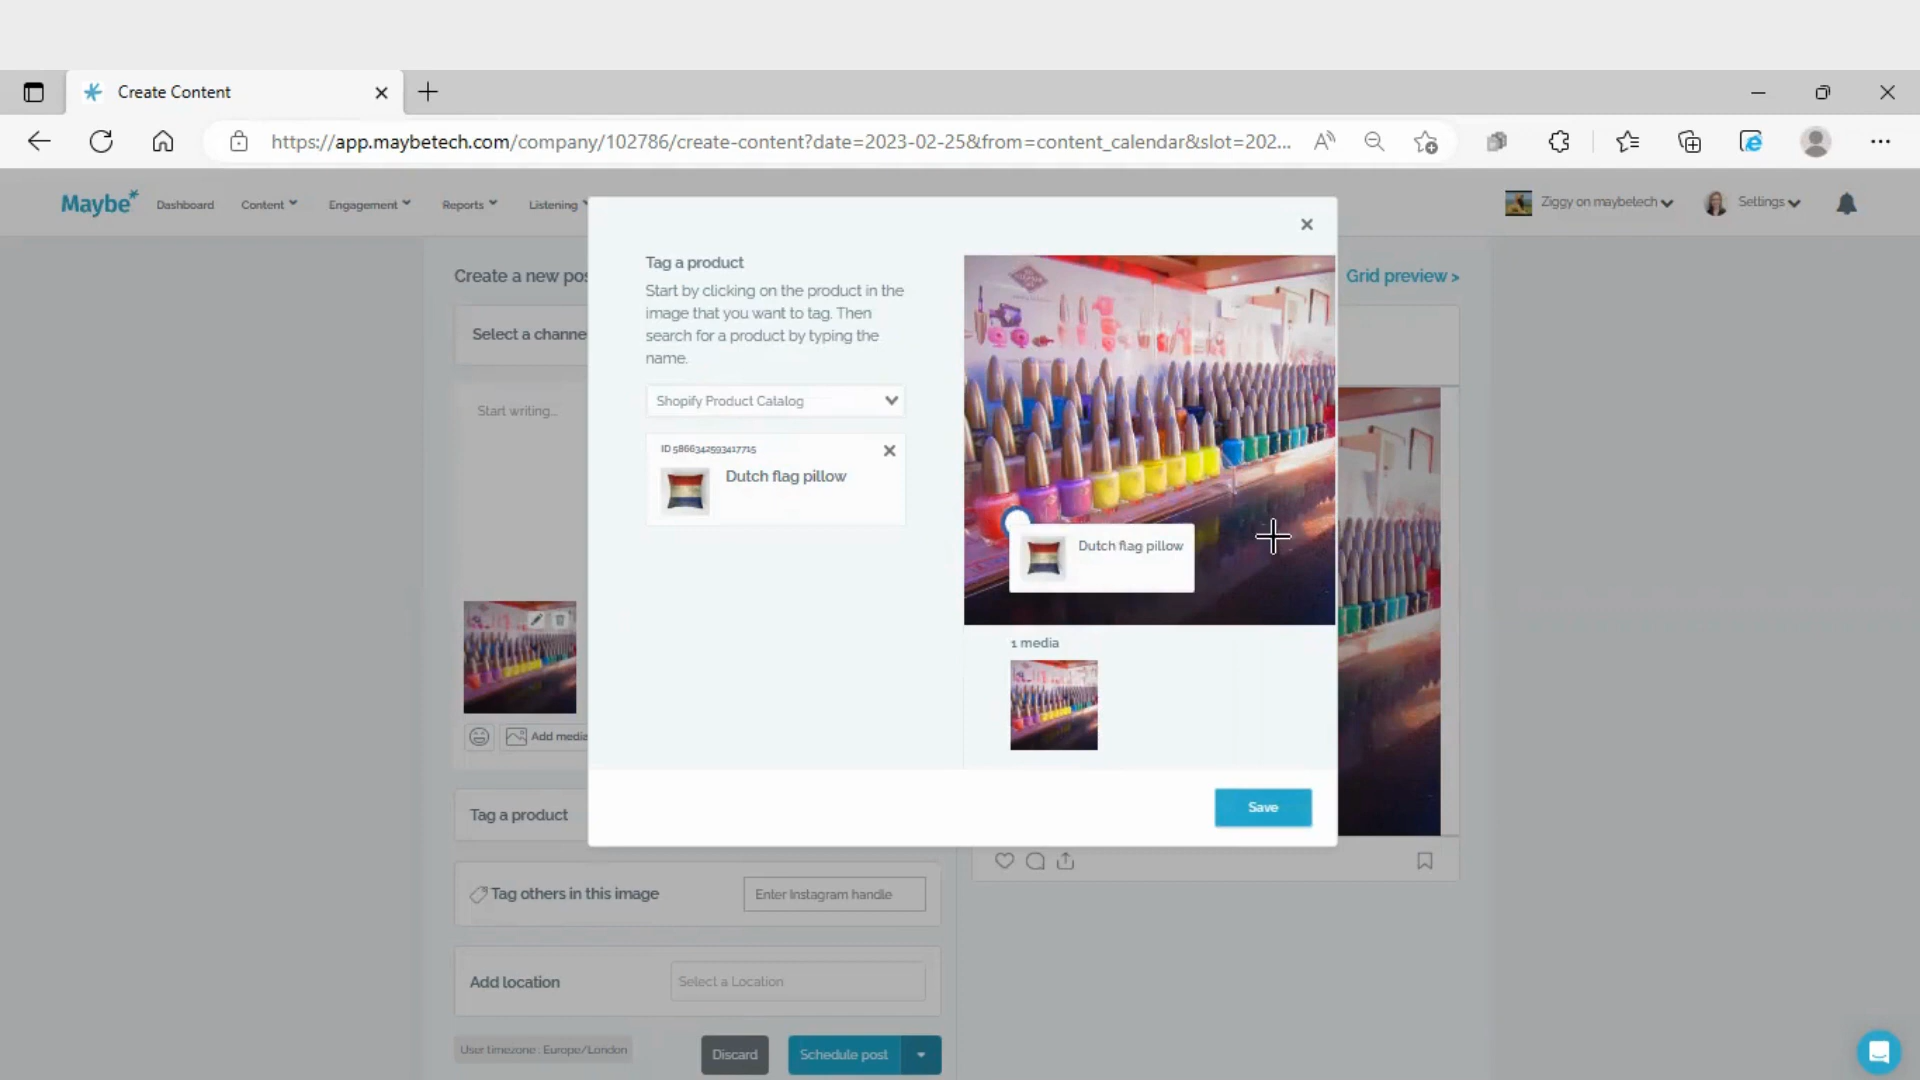 Create Content
https://app.maybetech.com/company/102786/create-content?date=2023-02-25&from=content_calendar&slot=202...
Maybe*
Dashboard
Content
Engagement
Reports
Listening
Ziggy on maybetech
Settings
Create a new pos
Grid preview >
Select a channe
Start writing...
Add media
Tag a product
Tag others in this image
Enter Instagram handle
Add location
Select a Location
User timezone : Europe/London
Discard
Schedule post
Tag a product
Start by clicking on the product in the
image that you want to tag. Then
search for a product by typing the
name.
Shopify Product Catalog
ID 5866342593417715
Dutch flag pillow
Dutch flag pillow
1 media
Save